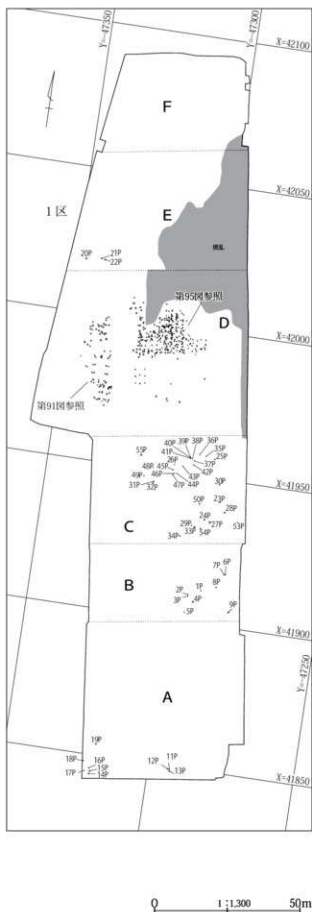 Y=-47350
Y=-47300
X=42100
F
X=42050
1区
E
攪乱
20P
21P
22P
第95図参照
D
X=42000
第91図参照
38P
36P
39P
40P
35P
41P
25P
55P
26P
37P
45P
42P
48P
46P
43P
49P
30P
31P
32P
47P
44P
X=41950
50P
23P
28P
24P
C
29P
27P
53P
33P
34P
54P
6P
7P
B
1P
8P
2P
3P
4P
9P
5P
X=41900
Y=-47250
A
19P
18P
16P
11P
12P
15P
17P
14P
13P
X=41850
0
1:1,300
50m